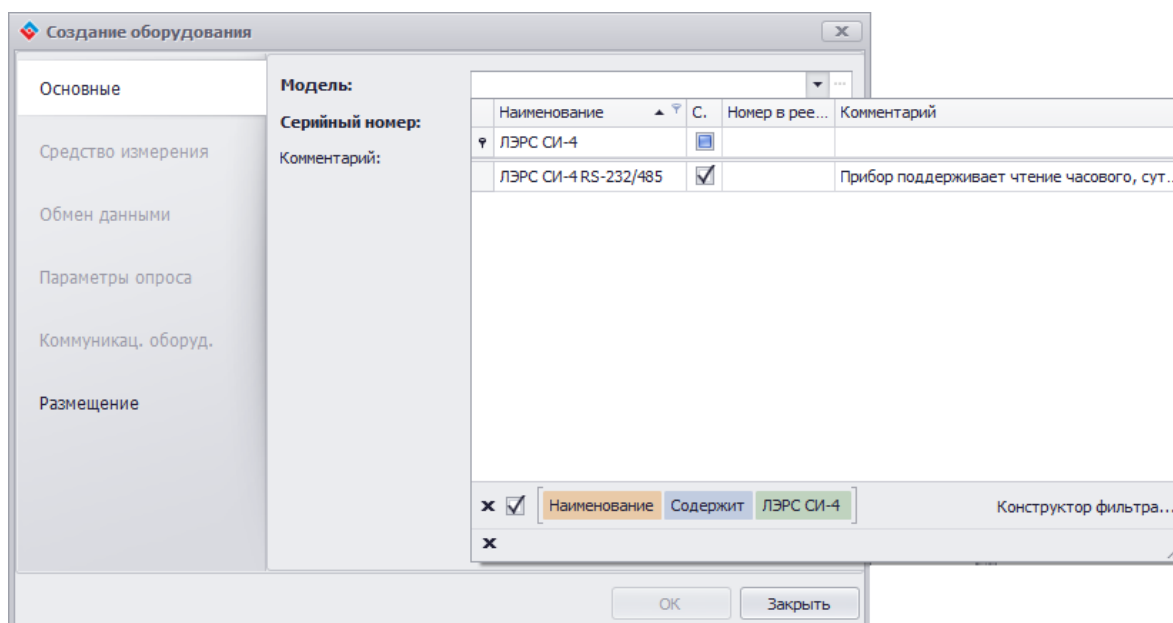 Создание оборудования
Основные
Средство измерения
Обмен данными
Параметры опроса
Коммуникац. оборуд.
Размещение
Модель:
Серийный номер:
Комментарий:
Наименование С. Номер в рее... Комментарий
ЛЭРС СИ-4
ЛЭРС СИ-4 RS-232/485 Прибор поддерживает чтение часового, сут...
Наименование Содержит ЛЭРС СИ-4 Конструктор фильтра...
ОК Закрыть